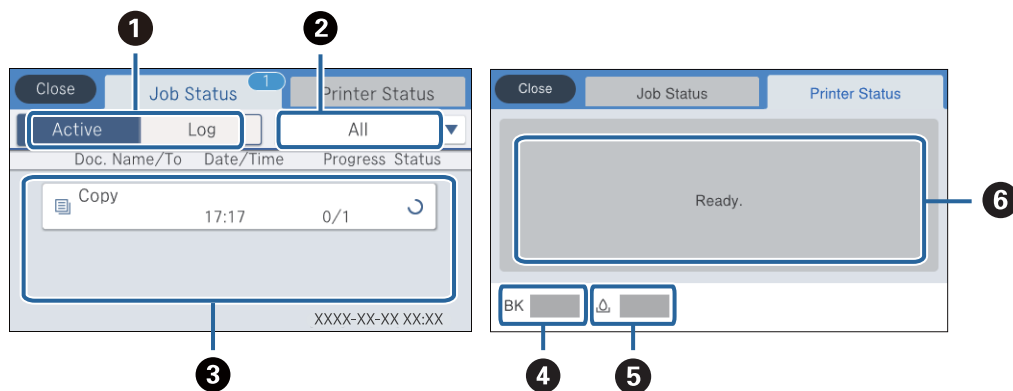 1 2
Close Job Status 1 Printer Status
Active Log All
Doc. Name/To Date/Time Progress Status
Copy
17:17 0/1
XXXX-XX-XX XX:XX
3
Close Job Status Printer Status
Ready.
6
BK
4 5